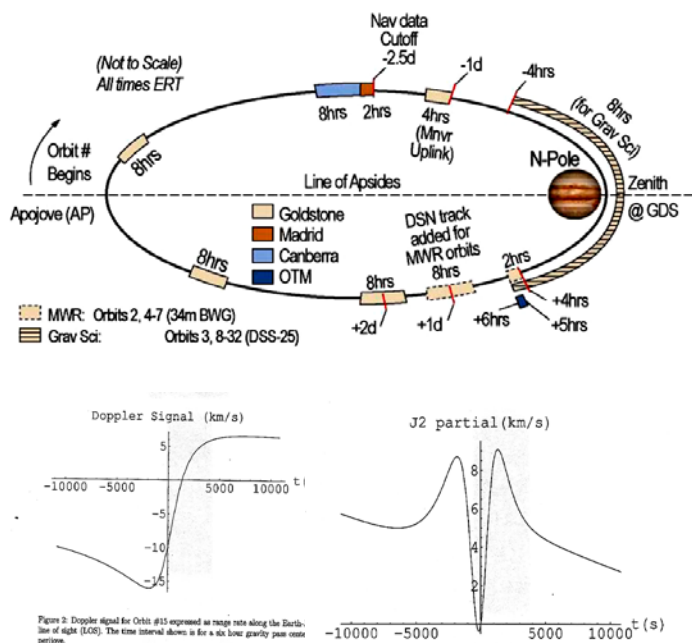 Nav data
Cutoff
-2.5d
(Not to Scale)
All times ERT
-1d
-4hrs
8hrs
(for Grav Sci)
8hrs
2hrs
4hrs
(Mnvr
Uplink)
Orbit #
Begins
8hrs
N-Pole
Line of Apsides
Zenith
Apojove (AP)
@ GDS
Goldstone
Madrid
Canberra
OTM
DSN track
added for
MWR orbits
8hrs
8hrs
8hrs
2hrs
+4hrs
+5hrs
+6hrs
+1d
+2d
MWR: Orbits 2, 4-7 (34m BWG)
Grav Sci: Orbits 3, 8-32 (DSS-25)
Doppler Signal (km/s)
5
-10000 -5000 5000 10000 t(
-5
-10
-15
Figure 2: Doppler signal for Orbit #15 expressed as range rate along the Earth-
line of sight (LOS). The time interval shown is for a six hour gravity pass cente
perijove.
J2 partial(km/s)
8
6
4
2
-10000 -5000 5000 10000 t(s)